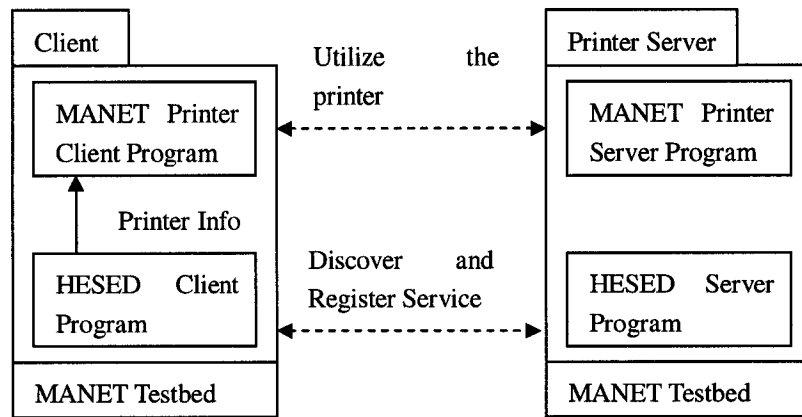 Client
Printer Server
Utilize the
printer
MANET Printer
Client Program
MANET Printer
Server Program
Printer Info
Discover and
Register Service
HESED Client
Program
HESED Server
Program
MANET Testbed
MANET Testbed